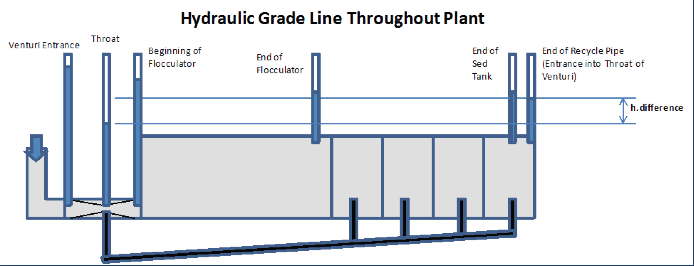 Hydraulic Grade Line Throughout Plant
Venturi Entrance
Throat
Beginning of
Flocculator
End of
Flocculator
End of
Sed
Tank
End of Recycle Pipe
(Entrance into Throat of
Venturi)
h.difference